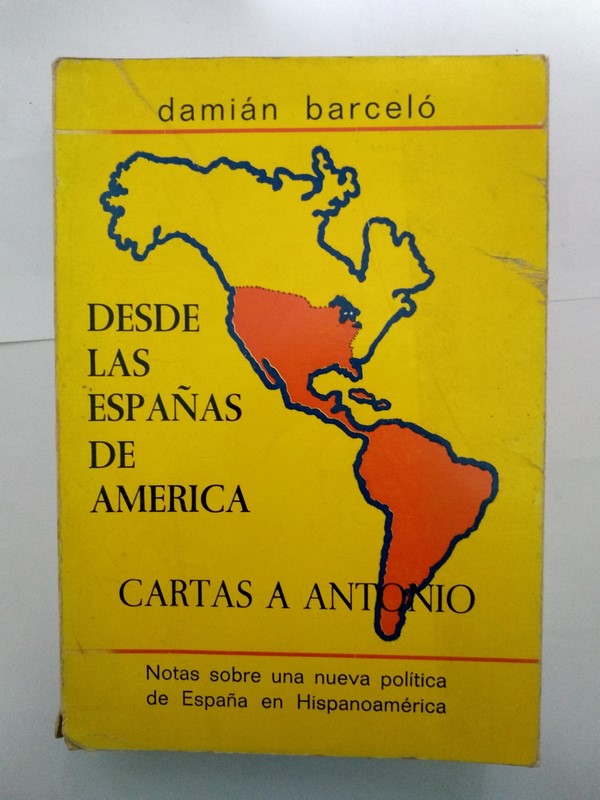 damián barceló
DESDE
LAS
ESPAÑAS
DE
AMERICA
CARTAS A ANTONIO
Notas sobre una nueva política
de España en Hispanoamérica